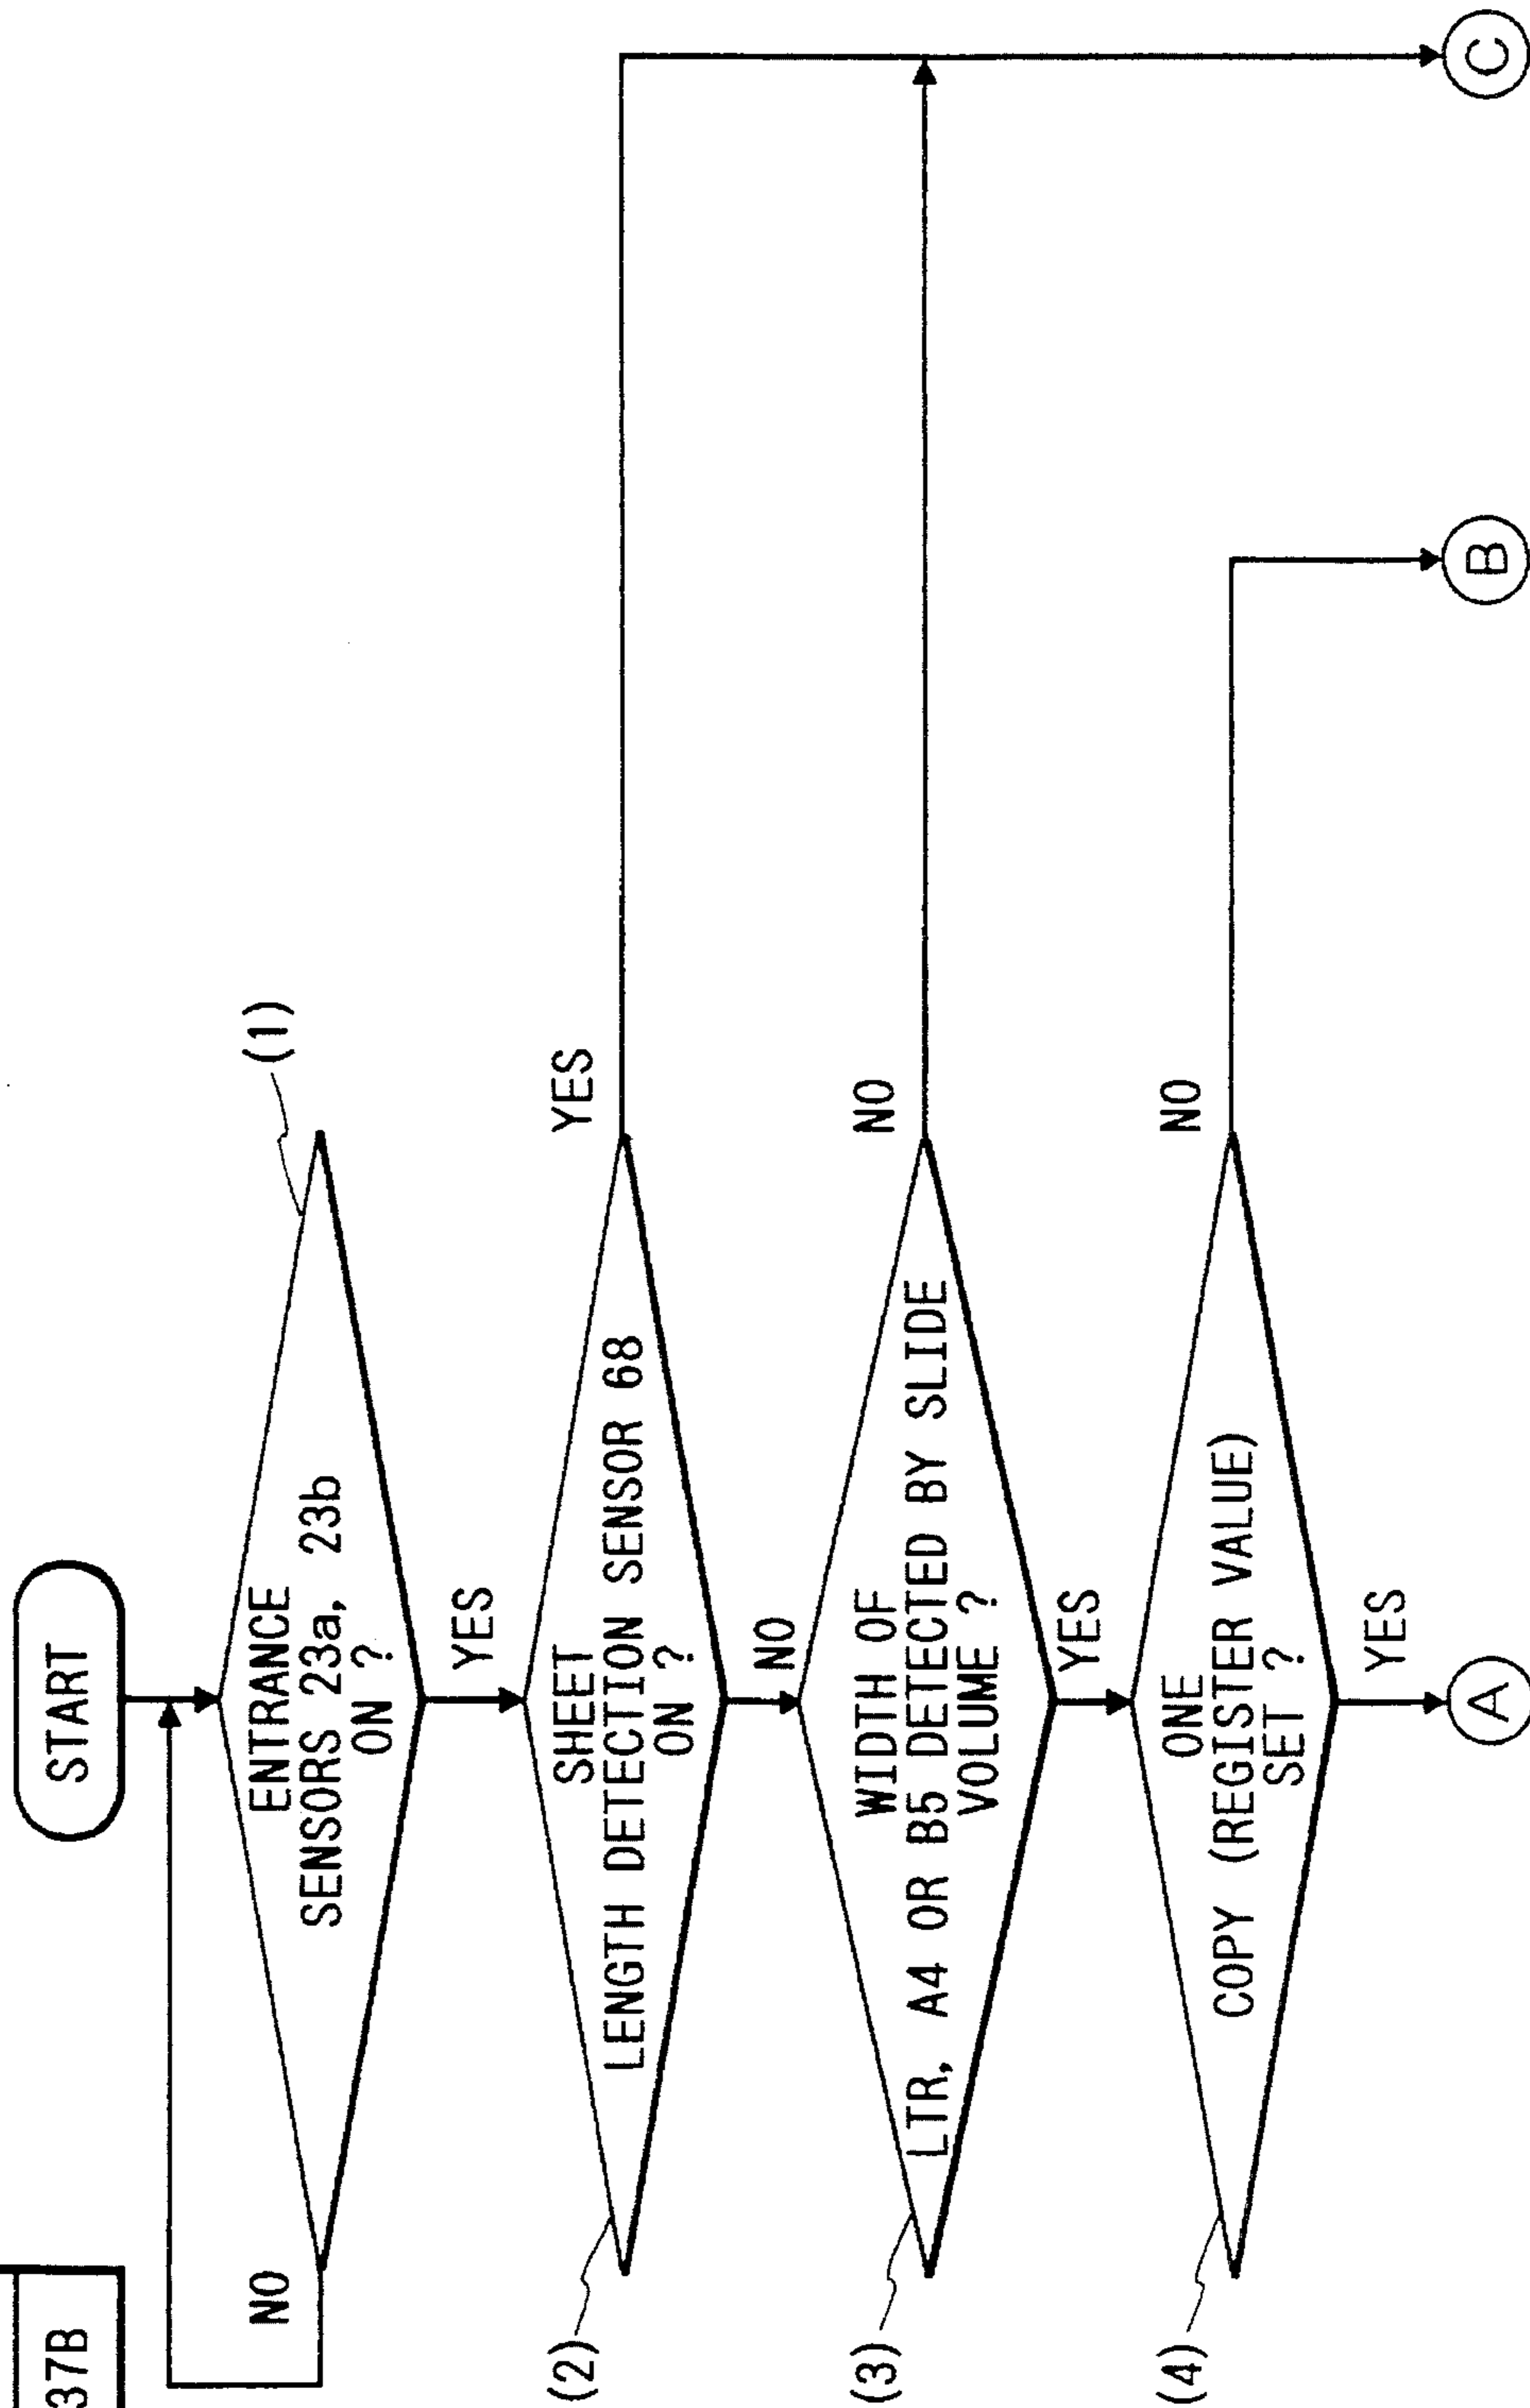 37B
START
NO
ENTRANCE
SENSORS 23a, 23b
ON ?
(1)
YES
(2)
SHEET
LENGTH DETECTION SENSOR 68
ON ?
YES
NO
(3)
WIDTH OF
LTR, A4 OR B5 DETECTED BY SLIDE
VOLUME ?
NO
YES
(4)
ONE
COPY (REGISTER VALUE)
SET ?
NO
YES
A
B
C